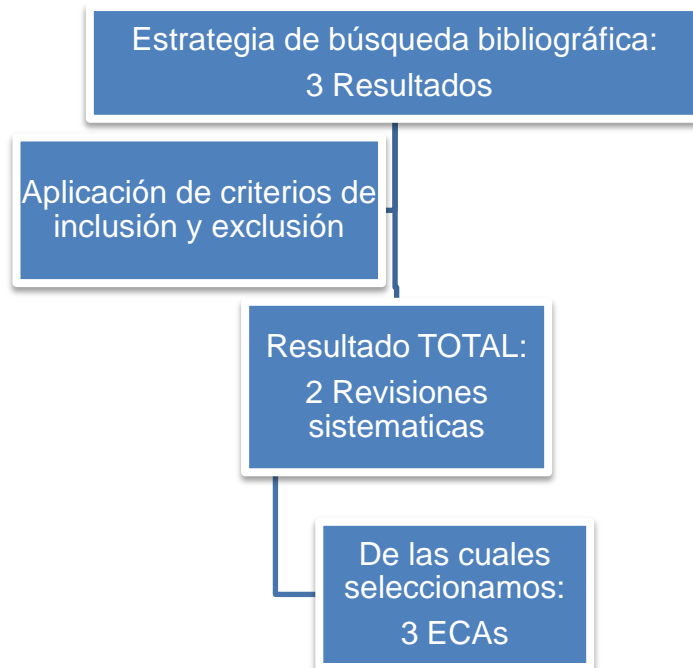 Estrategia de búsqueda bibliográfica:
3 Resultados
Aplicación de criterios de
inclusión y exclusión
Resultado TOTAL:
2 Revisiones
sistematicas
De las cuales
seleccionamos:
3 ECAs